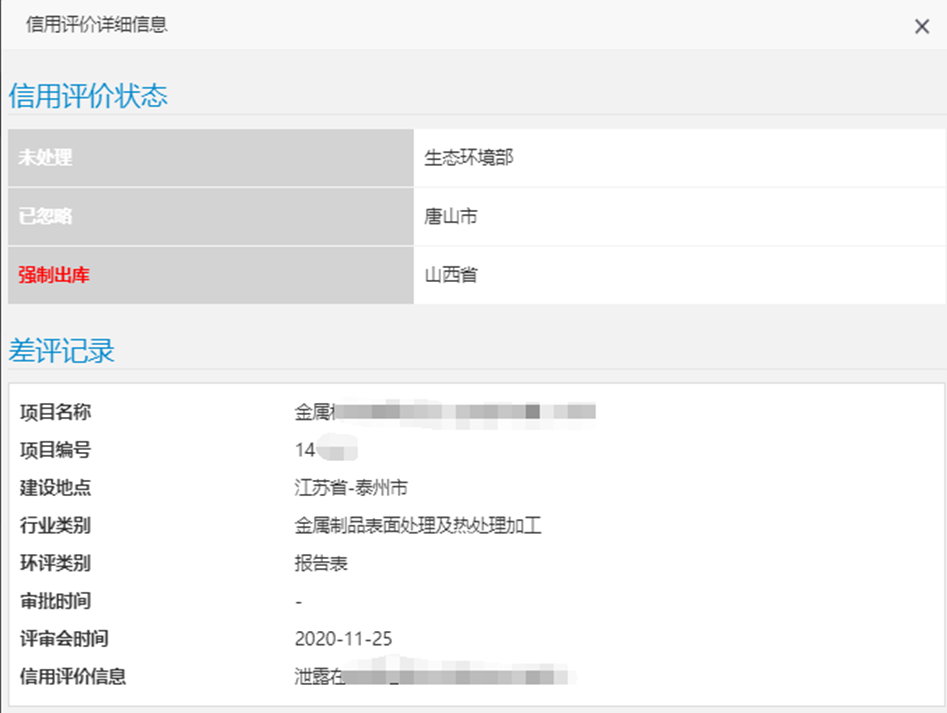 信用评价详细信息
信用评价状态
未处理 生态环境部
已忽略 唐山市
强制出库 山西省
差评记录
项目名称 金属
项目编号 14
建设地点 江苏省-泰州市
行业类别 金属制品表面处理及热处理加工
环评类别 报告表
审批时间 -
评审会时间 2020-11-25
信用评价信息 泄露在